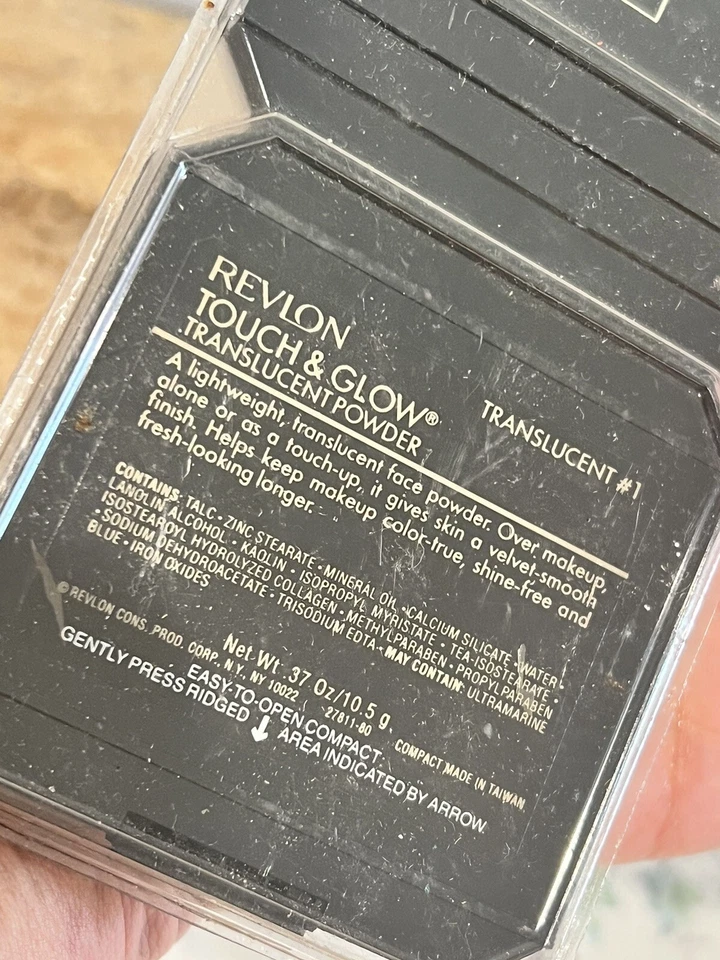 REVLON
TOUCH & GLOW®
TRANSLUCENT POWDER
TRANSLUCENT #1
A lightweight, translucent face powder. Over makeup,
alone or as a touch-up, it gives skin a velvet-smooth
finish. Helps keep makeup color-true, shine-free and
fresh-looking longer.
CONTAINS: TALC • ZINC STEARATE • MINERAL OIL • CALCIUM SILICATE • WATER •
LANOLIN ALCOHOL • KAOLIN • ISOPROPYL MYRISTATE • TEA-ISOSTEARATE •
ISOSTEAROYL HYDROLYZED COLLAGEN • METHYLPARABEN • PROPYLPARABEN
• SODIUM DEHYDROACETATE • TRISODIUM EDTA • MAY CONTAIN: ULTRAMARINE
BLUE • IRON OXIDES
Net Wt. .37 Oz/10.5 g
© REVLON CONS. PROD. CORP. N.Y., NY 10022 27811-80 COMPACT MADE IN TAIWAN
EASY-TO-OPEN COMPACT
GENTLY PRESS RIDGED ↓ AREA INDICATED BY ARROW